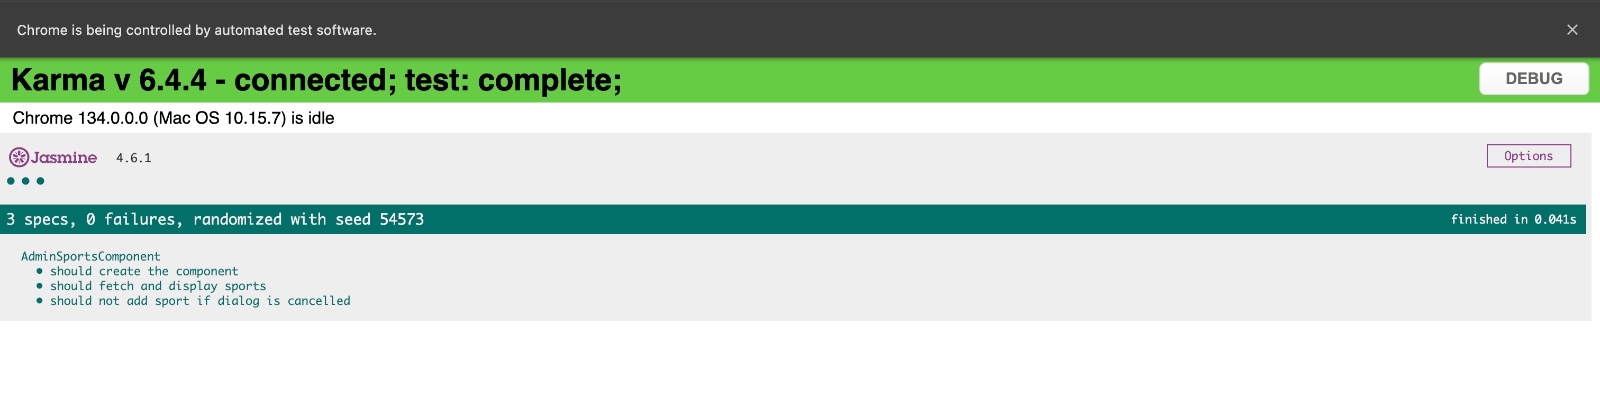 Chrome is being controlled by automated test software.
Karma v 6.4.4 - connected; test: complete;
DEBUG
Chrome 134.0.0.0 (Mac OS 10.15.7) is idle
Jasmine 4.6.1
Options
3 specs, 0 failures, randomized with seed 54573
finished in 0.041s
AdminSportsComponent
should create the component
should fetch and display sports
should not add sport if dialog is cancelled